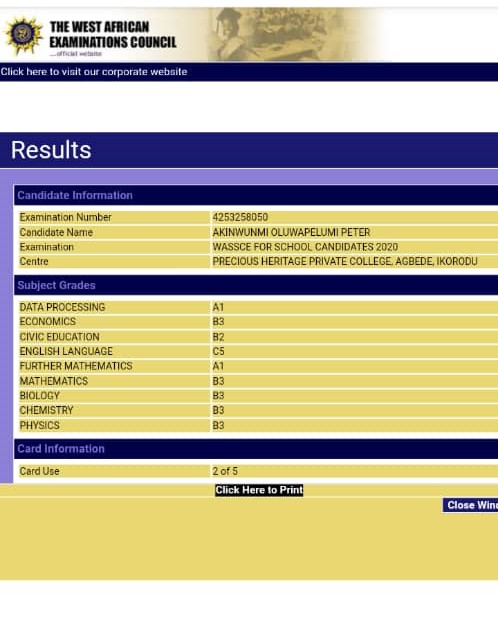 THE WEST AFRICAN
EXAMINATIONS COUNCIL
...official website
Click here to visit our corporate website
Results
Candidate Information
Examination Number 4253258050
Candidate Name AKINWUNMI OLUWAPELUMI PETER
Examination WASSCE FOR SCHOOL CANDIDATES 2020
Centre PRECIOUS HERITAGE PRIVATE COLLEGE, AGBEDE, IKORODU
Subject Grades
DATA PROCESSING A1
ECONOMICS B3
CIVIC EDUCATION B2
ENGLISH LANGUAGE C5
FURTHER MATHEMATICS A1
MATHEMATICS B3
BIOLOGY B3
CHEMISTRY B3
PHYSICS B3
Card Information
Card Use 2 of 5
Click Here to Print
Close Win